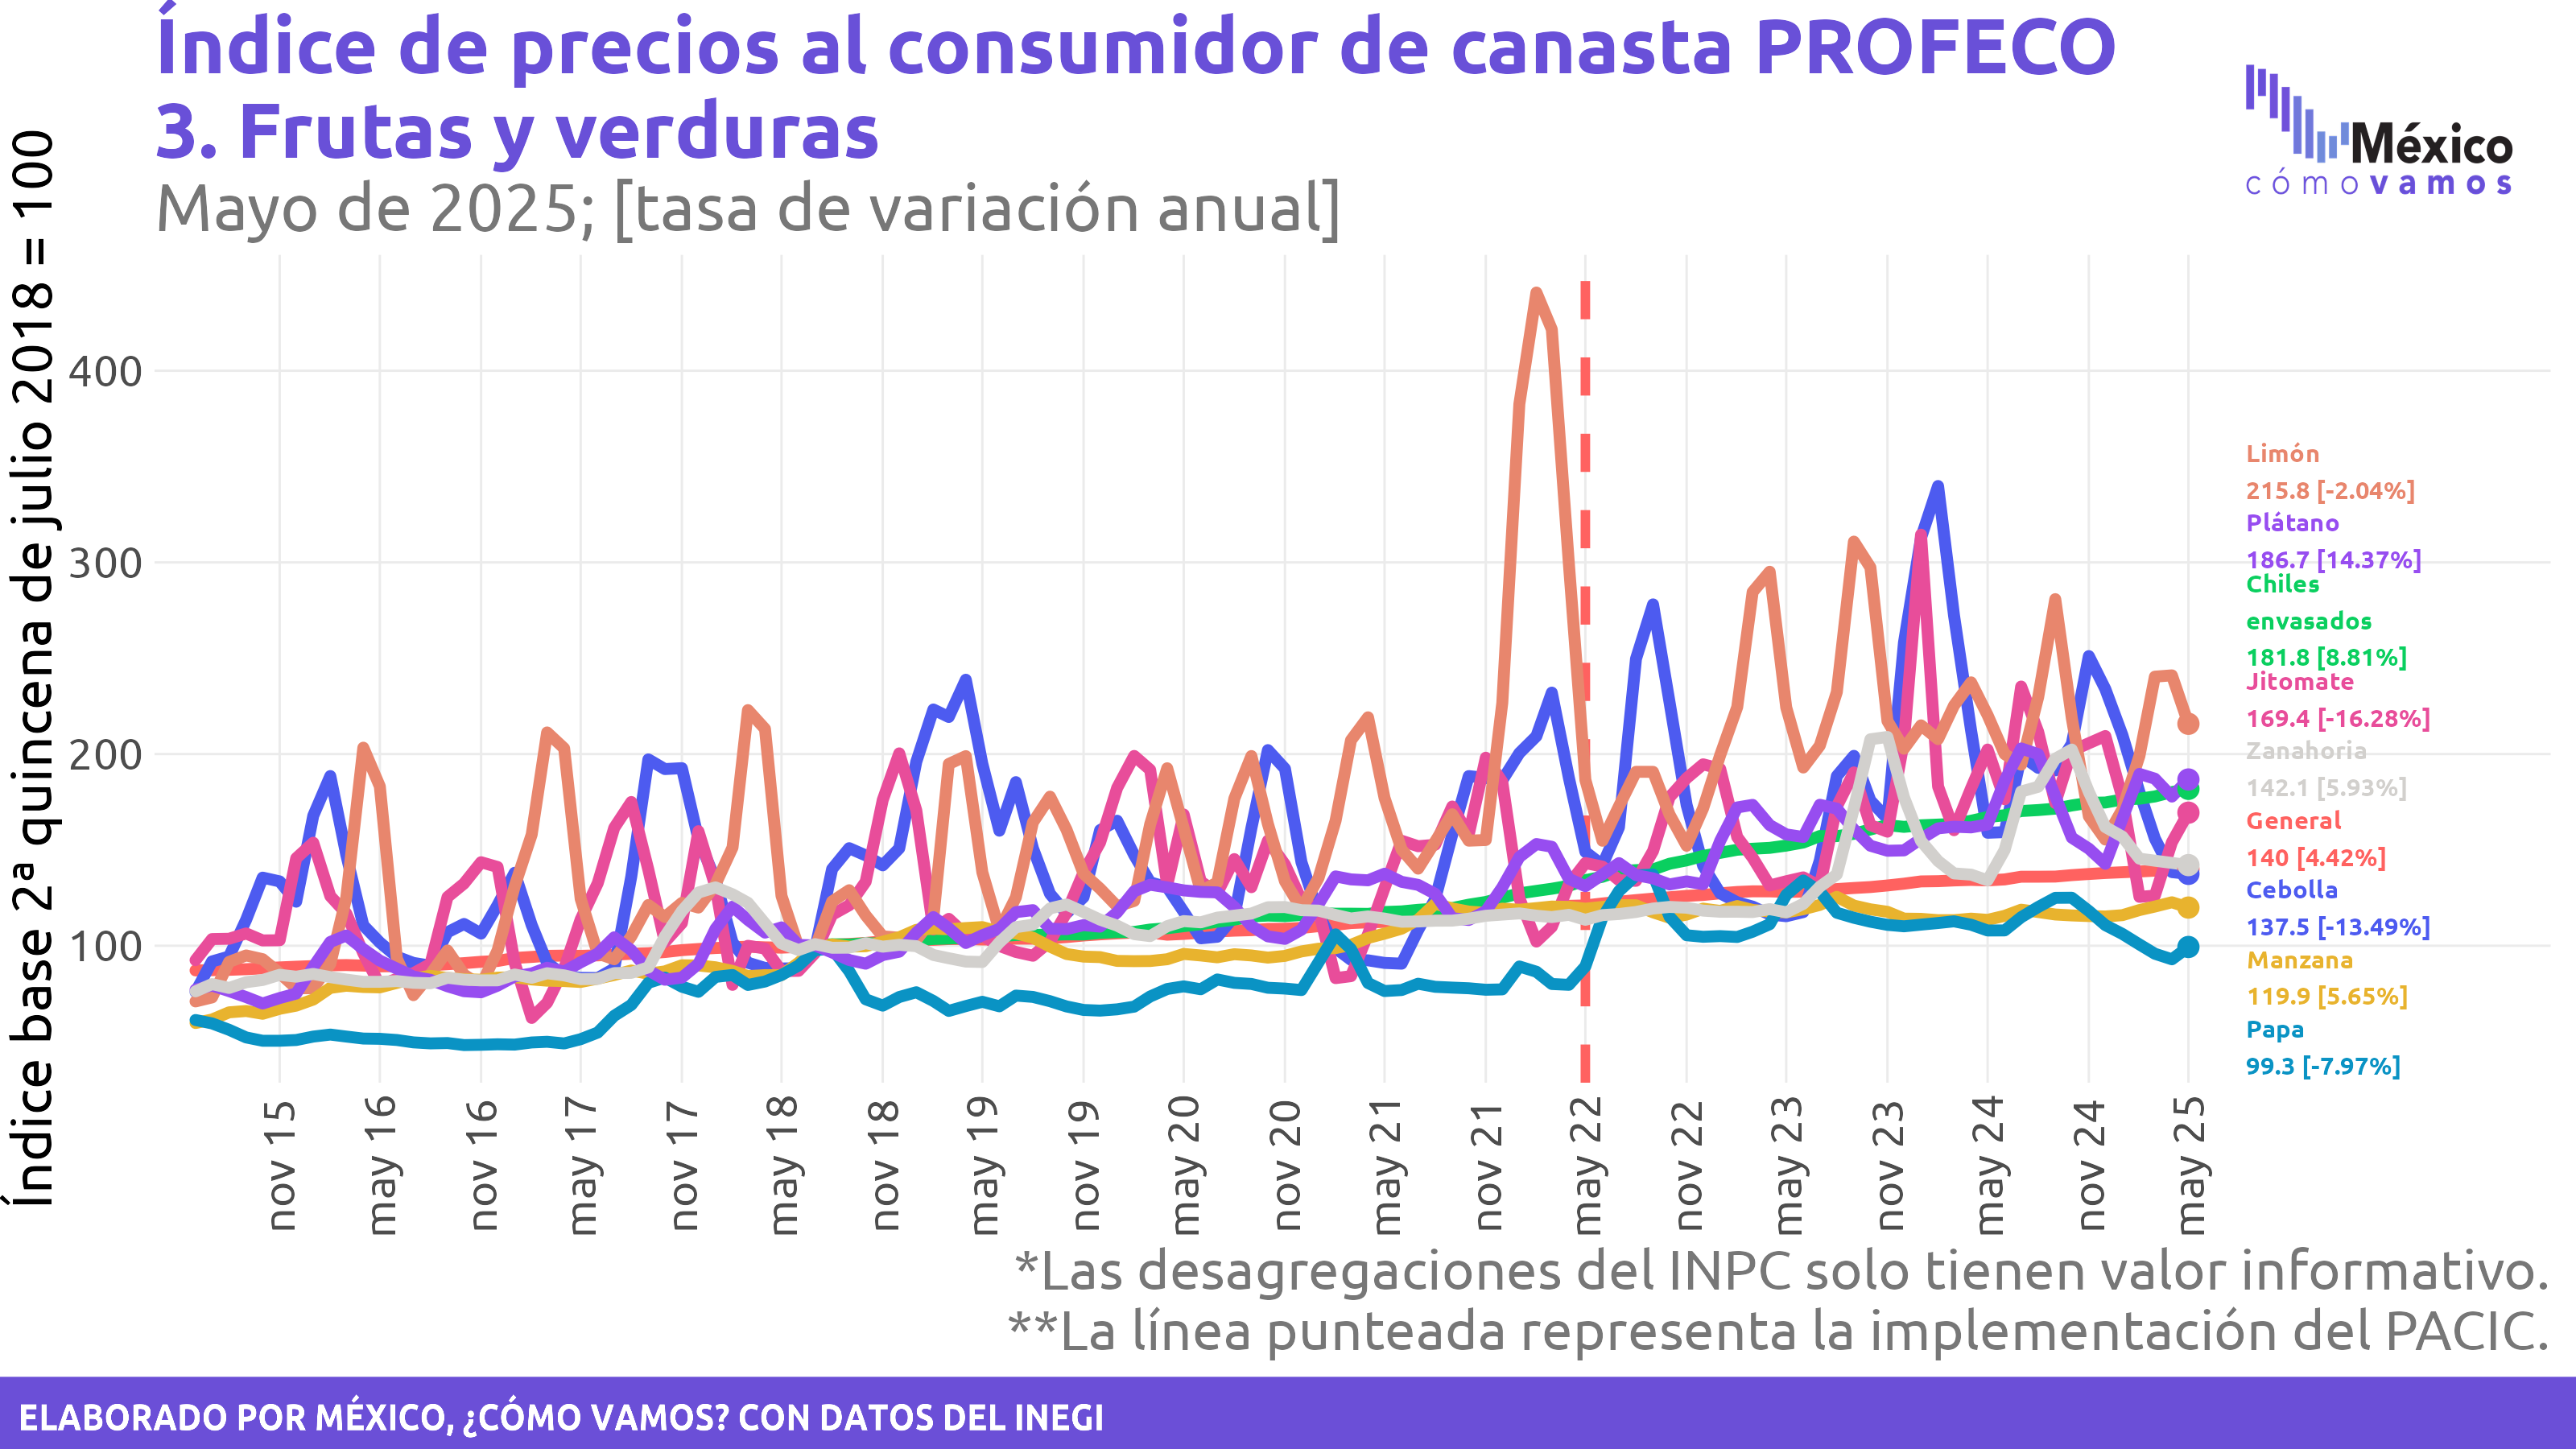 Índice de precios al consumidor de canasta PROFECO
3. Frutas y verduras
Mayo de 2025; [tasa de variación anual]
México
cómo vamos
Índice base 2ª quincena de julio 2018 = 100
400
300
200
100
Limón
215.8 [-2.04%]
Plátano
186.7 [14.37%]
Chiles
envasados
181.8 [8.81%]
Jitomate
169.4 [-16.28%]
Zanahoria
142.1 [5.93%]
General
140 [4.42%]
Cebolla
137.5 [-13.49%]
Manzana
119.9 [5.65%]
Papa
99.3 [-7.97%]
nov 15
may 16
nov 16
may 17
nov 17
may 18
nov 18
may 19
nov 19
may 20
nov 20
may 21
nov 21
may 22
nov 22
may 23
nov 23
may 24
nov 24
may 25
*Las desagregaciones del INPC solo tienen valor informativo.
**La línea punteada representa la implementación del PACIC.
ELABORADO POR MÉXICO, ¿CÓMO VAMOS? CON DATOS DEL INEGI